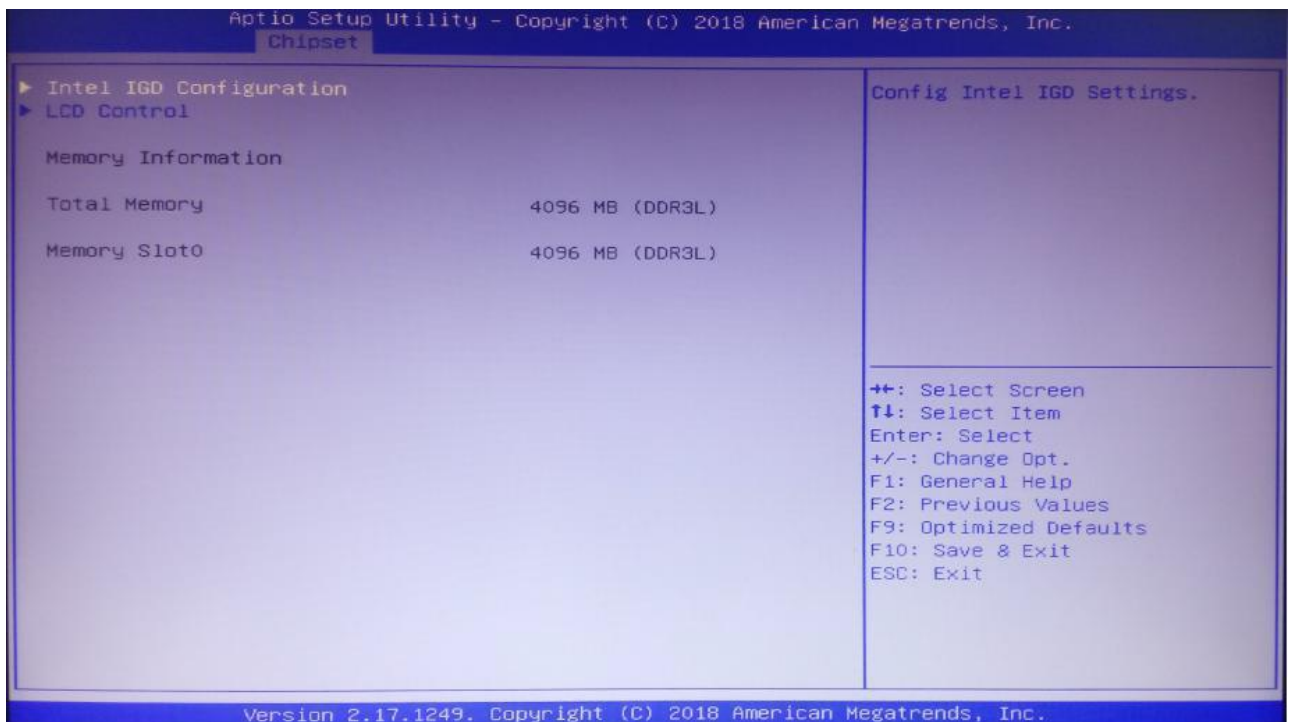 Aptio Setup Utility – Copyright (C) 2018 American Megatrends, Inc.
Chipset
► Intel IGD Configuration
► LCD Control
Memory Information
Total Memory 4096 MB (DDR3L)
Memory Slot0 4096 MB (DDR3L)
Config Intel IGD Settings.
→←: Select Screen
↑↓: Select Item
Enter: Select
+/-: Change Opt.
F1: General Help
F2: Previous Values
F9: Optimized Defaults
F10: Save & Exit
ESC: Exit
Version 2.17.1249. Copyright (C) 2018 American Megatrends, Inc.